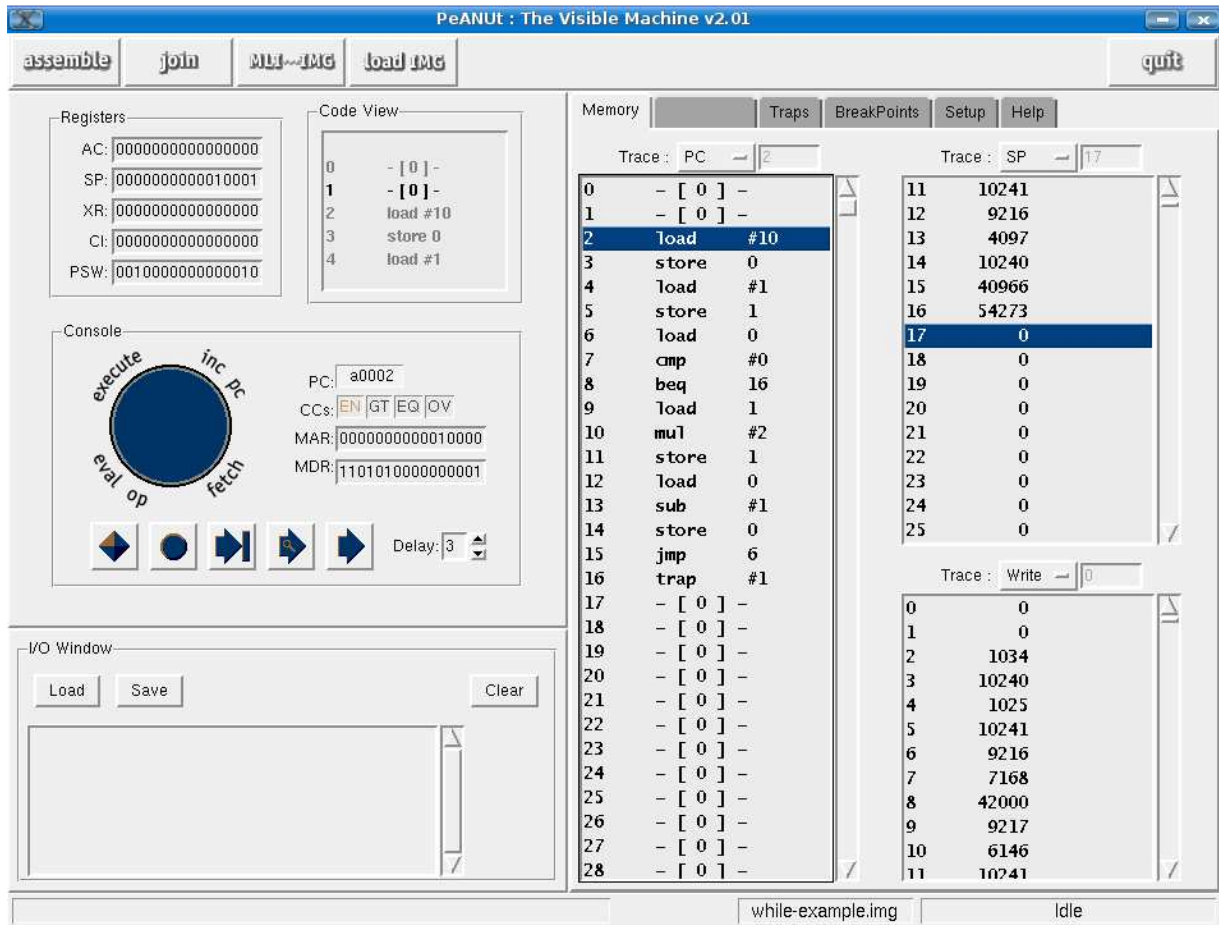 PeANUt : The Visible Machine v2.01
assemble join MLI~IMG load IMG quit
Registers
AC: 0000000000000000
SP: 0000000000010001
XR: 0000000000000000
CI: 0000000000000000
PSW: 0010000000000010
Code View
0 - [ 0 ] -
1 - [ 0 ] -
2 load #10
3 store 0
4 load #1
Console
execute
inc pc
eval op
fetch
PC: a0002
CCs: EN GT EQ OV
MAR: 0000000000010000
MDR: 1101010000000001
Delay: 3
I/O Window
Load Save Clear
Memory Traps BreakPoints Setup Help
Trace : PC 2
0 - [ 0 ] -
1 - [ 0 ] -
2 load #10
3 store 0
4 load #1
5 store 1
6 load 0
7 cmp #0
8 beq 16
9 load 1
10 mul #2
11 store 1
12 load 0
13 sub #1
14 store 0
15 jmp 6
16 trap #1
17 - [ 0 ] -
18 - [ 0 ] -
19 - [ 0 ] -
20 - [ 0 ] -
21 - [ 0 ] -
22 - [ 0 ] -
23 - [ 0 ] -
24 - [ 0 ] -
25 - [ 0 ] -
26 - [ 0 ] -
27 - [ 0 ] -
28 - [ 0 ] -
Trace : SP 17
11 10241
12 9216
13 4097
14 10240
15 40966
16 54273
17 0
18 0
19 0
20 0
21 0
22 0
23 0
24 0
25 0
Trace : Write 0
0 0
1 0
2 1034
3 10240
4 1025
5 10241
6 9216
7 7168
8 42000
9 9217
10 6146
11 10241
while-example.img Idle